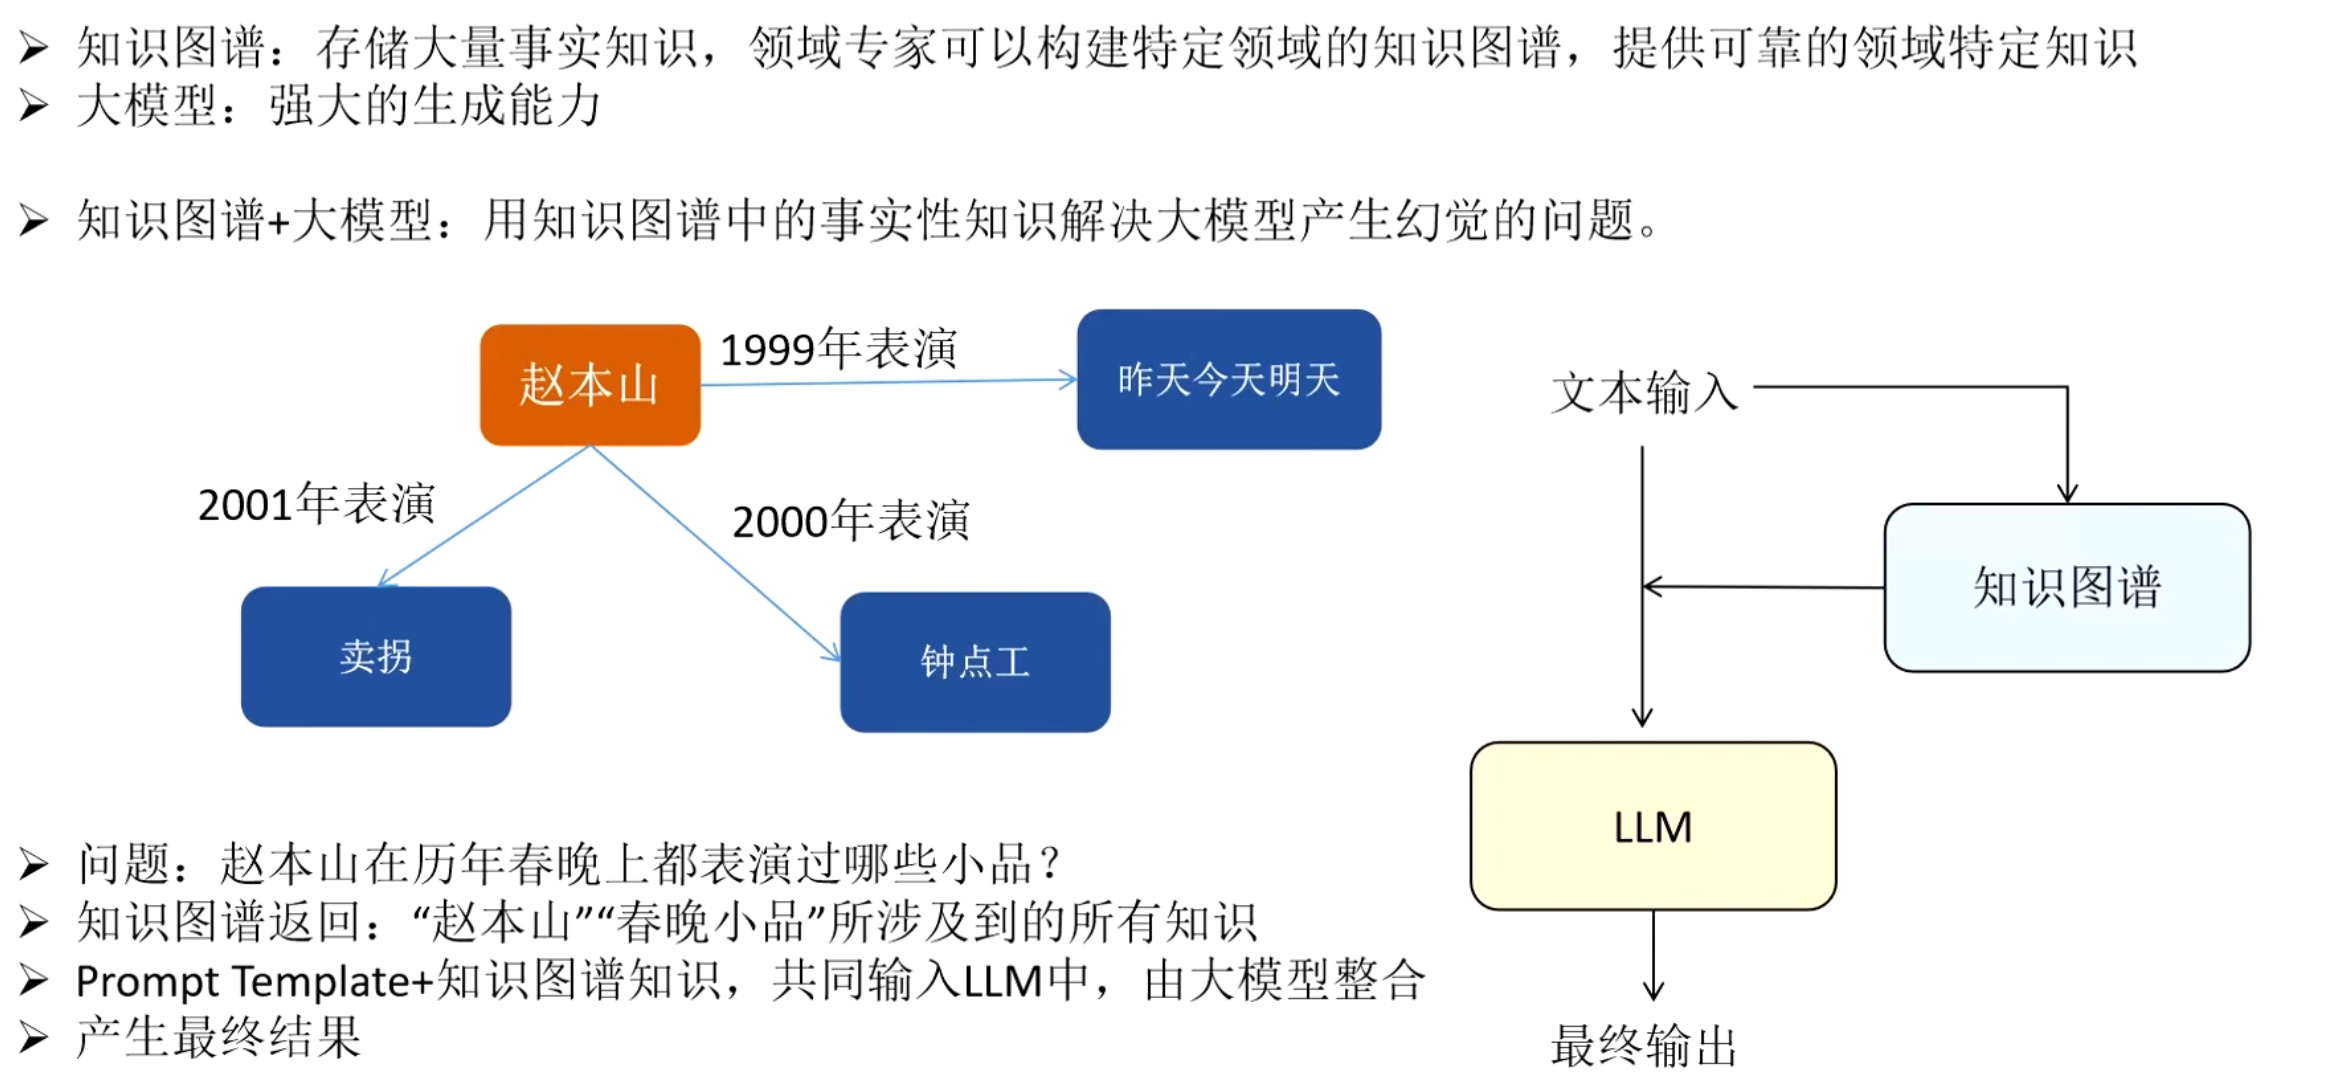 ➢ 知识图谱：存储大量事实知识，领域专家可以构建特定领域的知识图谱，提供可靠的领域特定知识
➢ 大模型：强大的生成能力
➢ 知识图谱+大模型：用知识图谱中的事实性知识解决大模型产生幻觉的问题。
赵本山
1999年表演
昨天今天明天
2001年表演
2000年表演
卖拐
钟点工
文本输入
知识图谱
LLM
最终输出
➢ 问题：赵本山在历年春晚上都表演过哪些小品？
➢ 知识图谱返回：“赵本山”“春晚小品”所涉及到的所有知识
➢ Prompt Template+知识图谱知识，共同输入LLM中，由大模型整合
➢ 产生最终结果